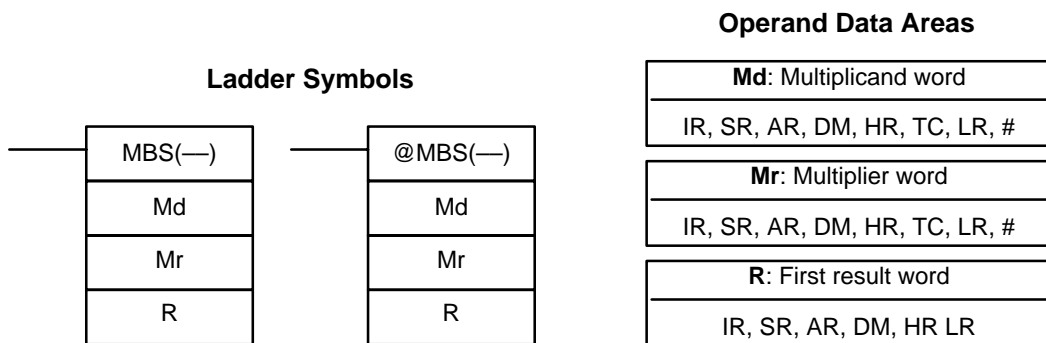 Ladder Symbols
MBS(––)
Md
Mr
R
@MBS(––)
Md
Mr
R
Operand Data Areas
Md: Multiplicand word
IR, SR, AR, DM, HR, TC, LR, #
Mr: Multiplier word
IR, SR, AR, DM, HR, TC, LR, #
R: First result word
IR, SR, AR, DM, HR LR